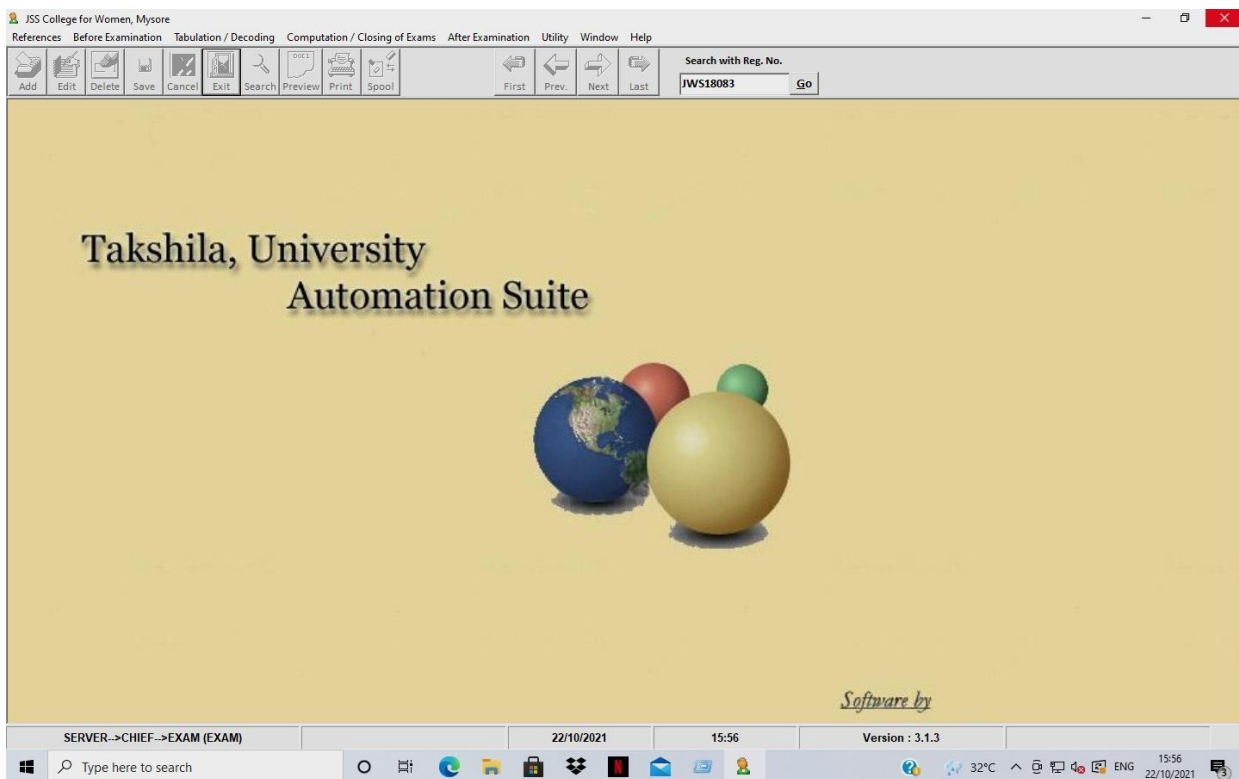 JSS College for Women, Mysore
References Before Examination Tabulation / Decoding Computation / Closing of Exams After Examination Utility Window Help
Add Edit Delete Save Cancel Exit Search Preview Print Spool First Prev. Next Last
DOC1
Search with Reg. No.
JWS18083 Go
Takshila, University
Automation Suite
Software by
SERVER-->CHIEF-->EXAM (EXAM) 22/10/2021 15:56 Version : 3.1.3
Type here to search 32°C ENG 15:56
22/10/2021 3